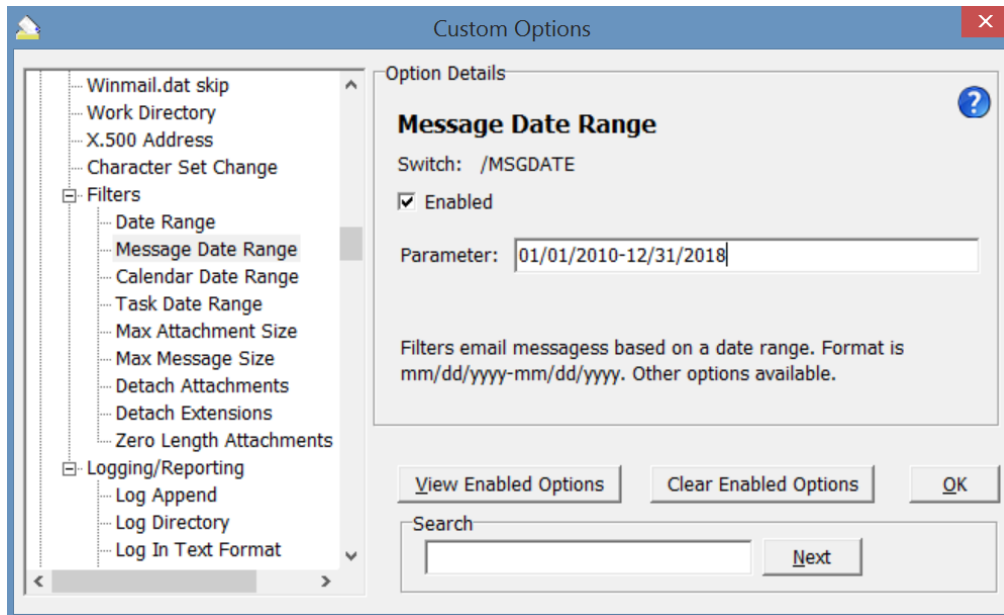 Custom Options
Winmail.dat skip
Work Directory
X.500 Address
Character Set Change
Filters
Date Range
Message Date Range
Calendar Date Range
Task Date Range
Max Attachment Size
Max Message Size
Detach Attachments
Detach Extensions
Zero Length Attachments
Logging/Reporting
Log Append
Log Directory
Log In Text Format
Option Details
Message Date Range
Switch: /MSGDATE
Enabled
Parameter: 01/01/2010-12/31/2018
Filters email messagess based on a date range. Format is
mm/dd/yyyy-mm/dd/yyyy. Other options available.
View Enabled Options Clear Enabled Options OK
Search
Next